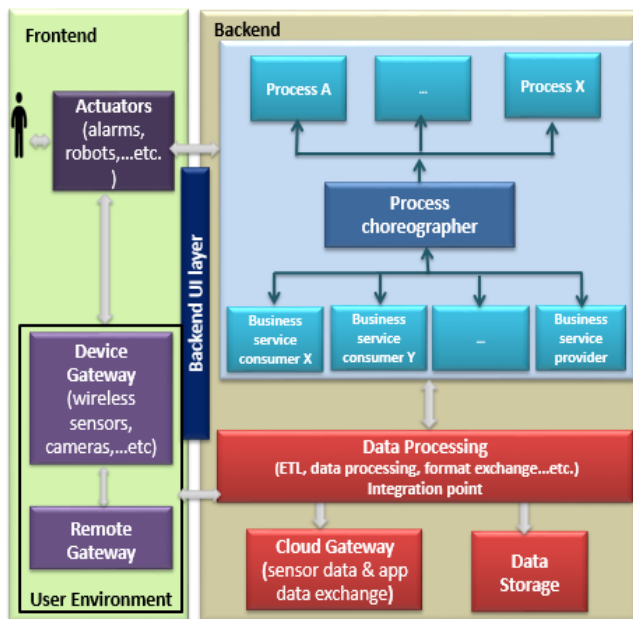 Frontend
Actuators
(alarms,
robots,...etc.
)
Device
Gateway
(wireless
sensors,
cameras,...etc)
Remote
Gateway
User Environment
Backend UI layer
Backend
Process A
...
Process X
Process
choreographer
Business
service
consumer X
Business
service
consumer Y
...
Business
service
provider
Data Processing
(ETL, data processing, format exchange...etc.)
Integration point
Cloud Gateway
(sensor data & app
data exchange)
Data
Storage